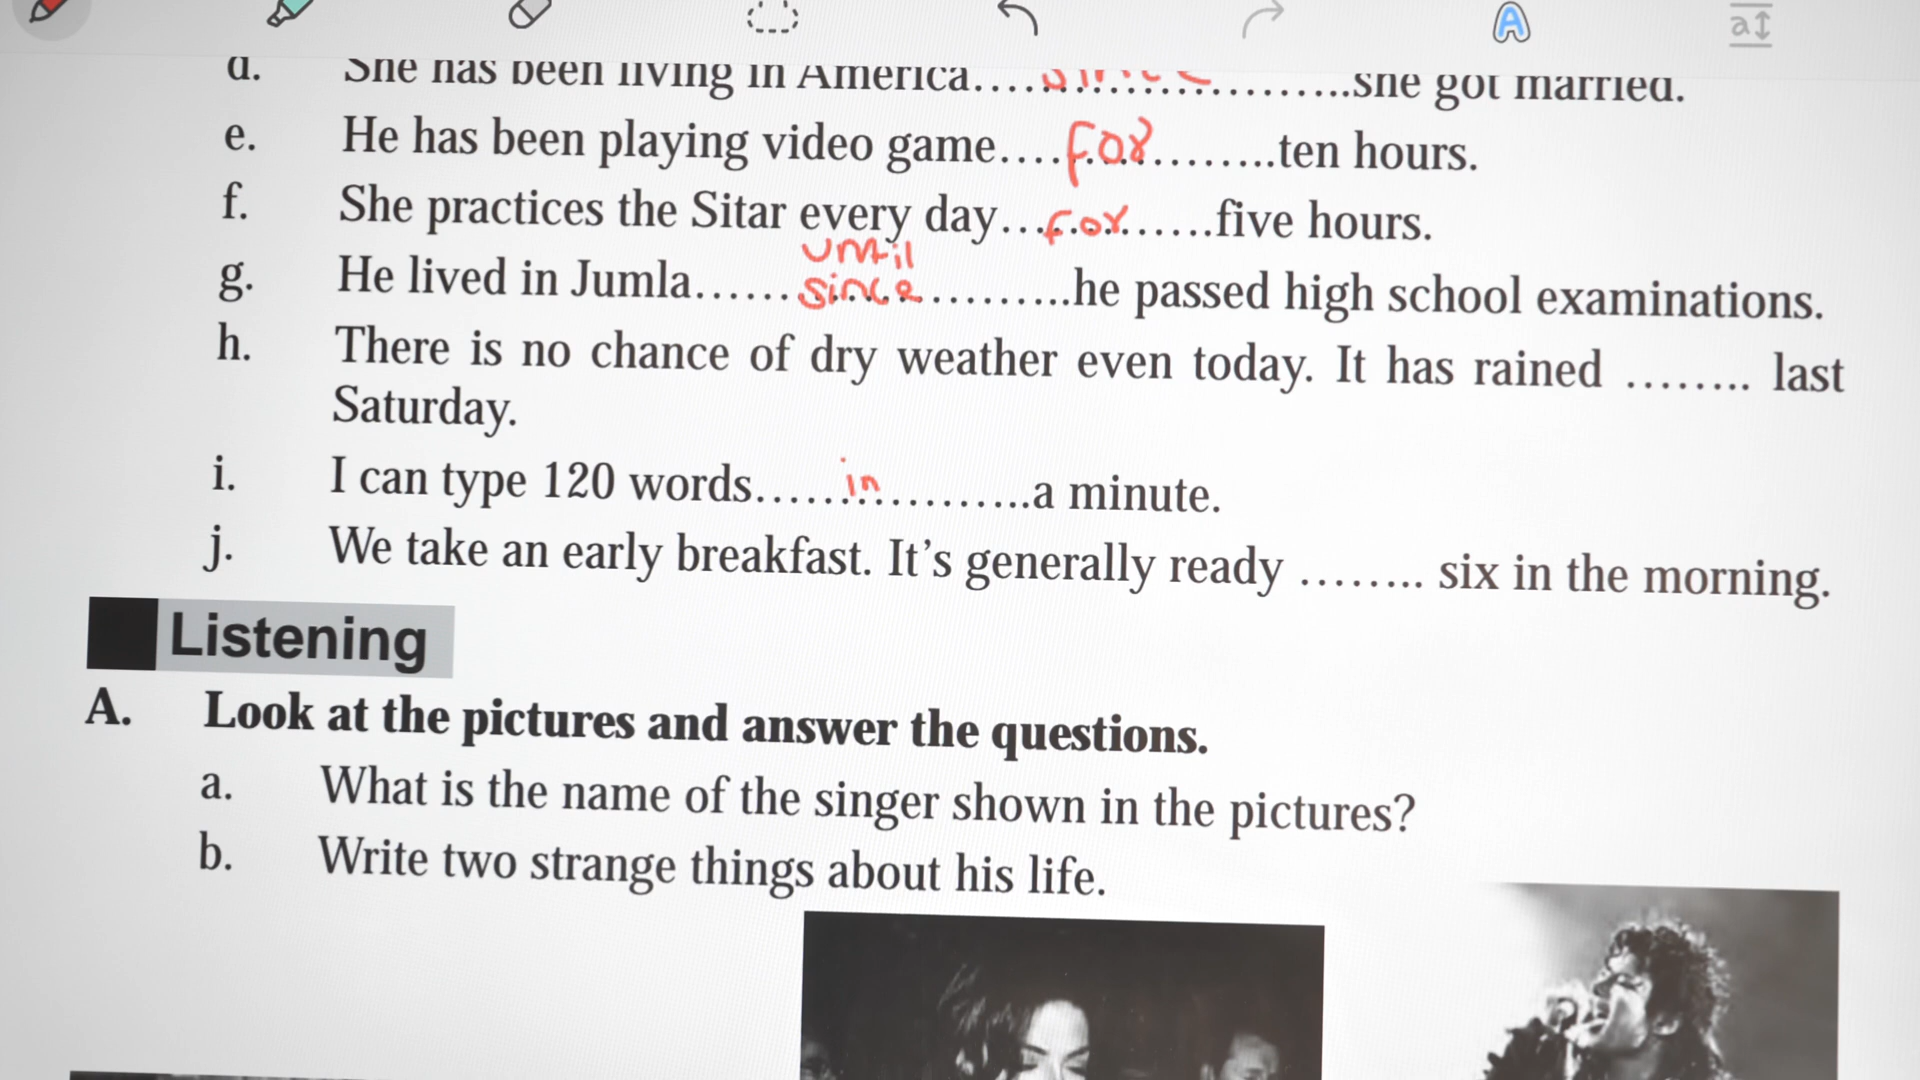 d. She has been living in America....since..............she got married.
e. He has been playing video game....for...........ten hours.
f. She practices the Sitar every day...for......five hours.
until
g. He lived in Jumla......since...........he passed high school examinations.
h. There is no chance of dry weather even today. It has rained ........ last
Saturday.
i. I can type 120 words......in...........a minute.
j. We take an early breakfast. It's generally ready ........ six in the morning.
Listening
A. Look at the pictures and answer the questions.
a. What is the name of the singer shown in the pictures?
b. Write two strange things about his life.